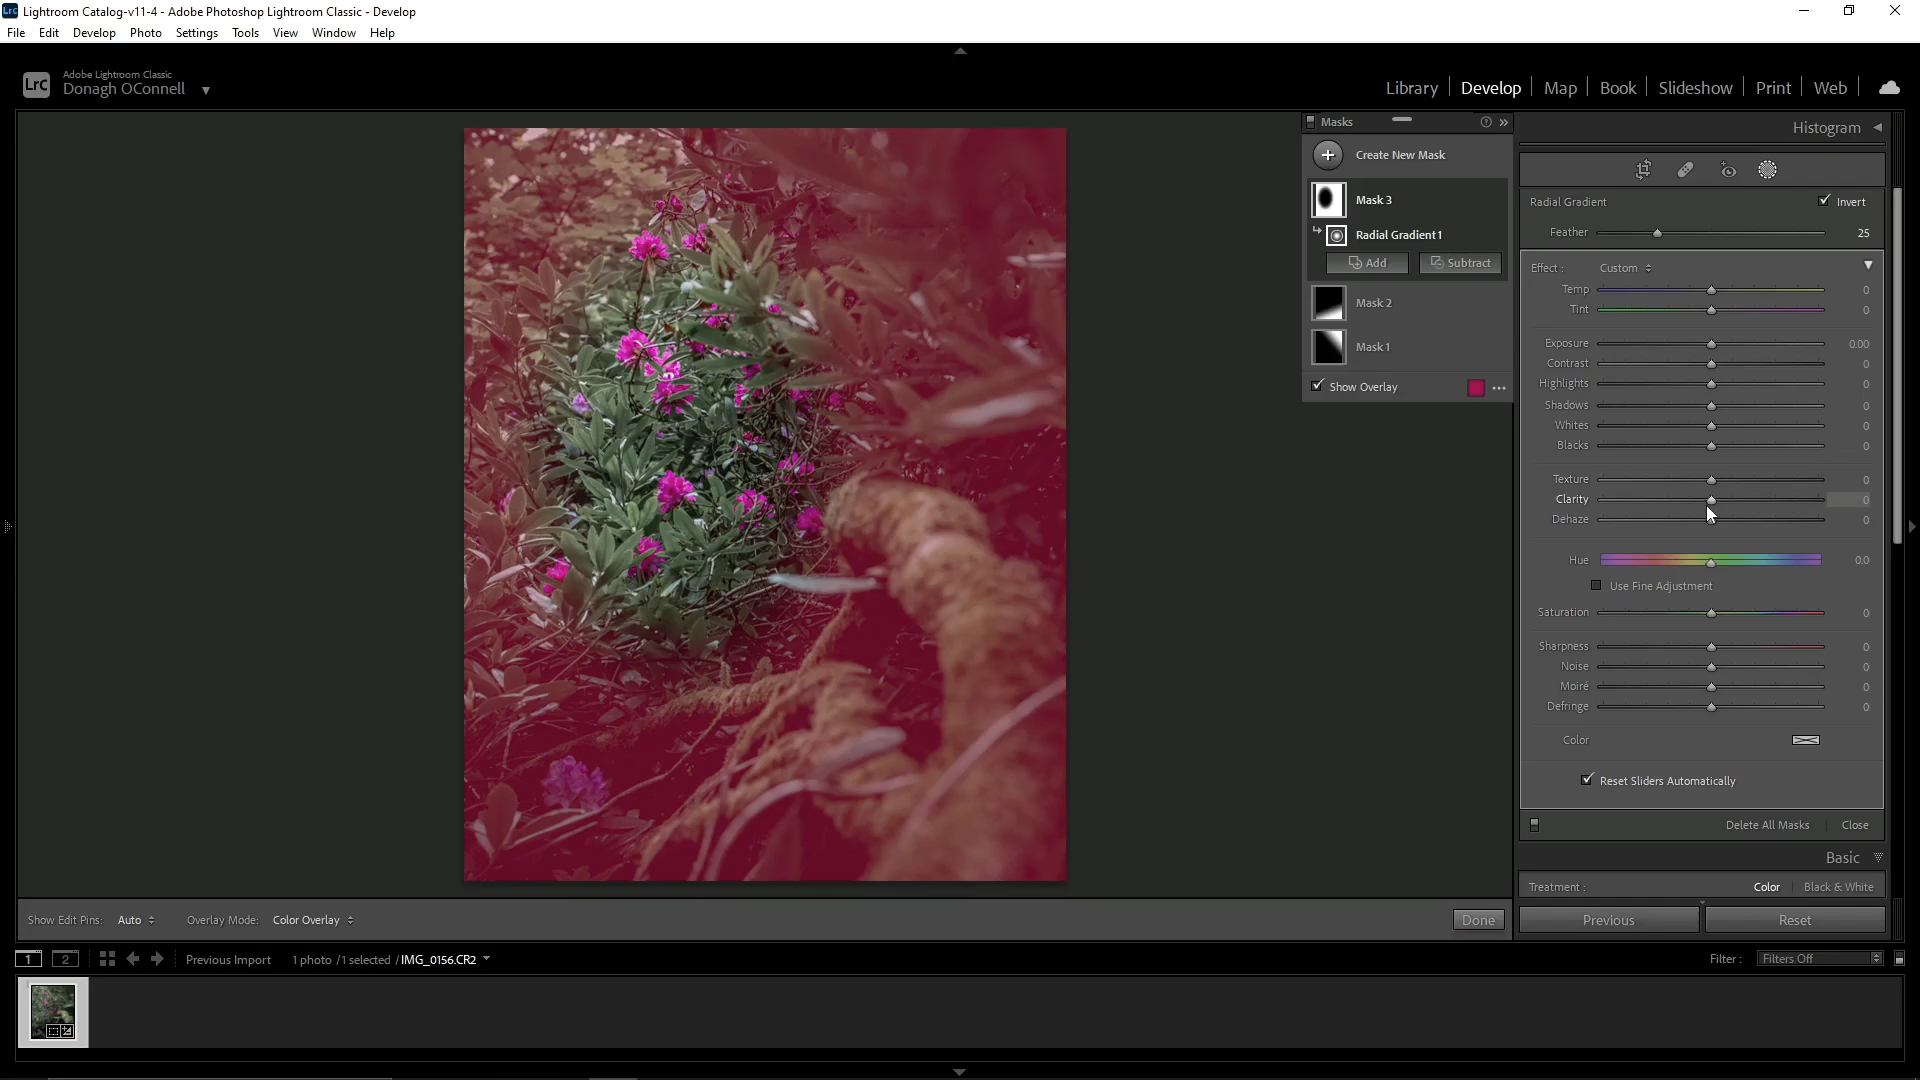 Lrc Lightroom Catalog-v11-4 - Adobe Photoshop Lightroom Classic - Develop
File Edit Develop Photo Settings Tools View Window Help
LrC
Adobe Lightroom Classic
Donagh OConnell
Library Develop Map Book Slideshow Print Web
Masks
Create New Mask
Mask 3
Radial Gradient 1
Add Subtract
Mask 2
Mask 1
Show Overlay
Histogram
Radial Gradient Invert
Feather 25
Effect : Custom
Temp 0
Tint 0
Exposure 0.00
Contrast 0
Highlights 0
Shadows 0
Whites 0
Blacks 0
Texture 0
Clarity 0
Dehaze 0
Hue 0.0
Use Fine Adjustment
Saturation 0
Sharpness 0
Noise 0
Moiré 0
Defringe 0
Color
Reset Sliders Automatically
Delete All Masks Close
Basic
Treatment : Color Black & White
Previous Reset
Show Edit Pins: Auto Overlay Mode: Color Overlay Done
1 2 Previous Import 1 photo /1 selected /IMG_0156.CR2 Filter : Filters Off